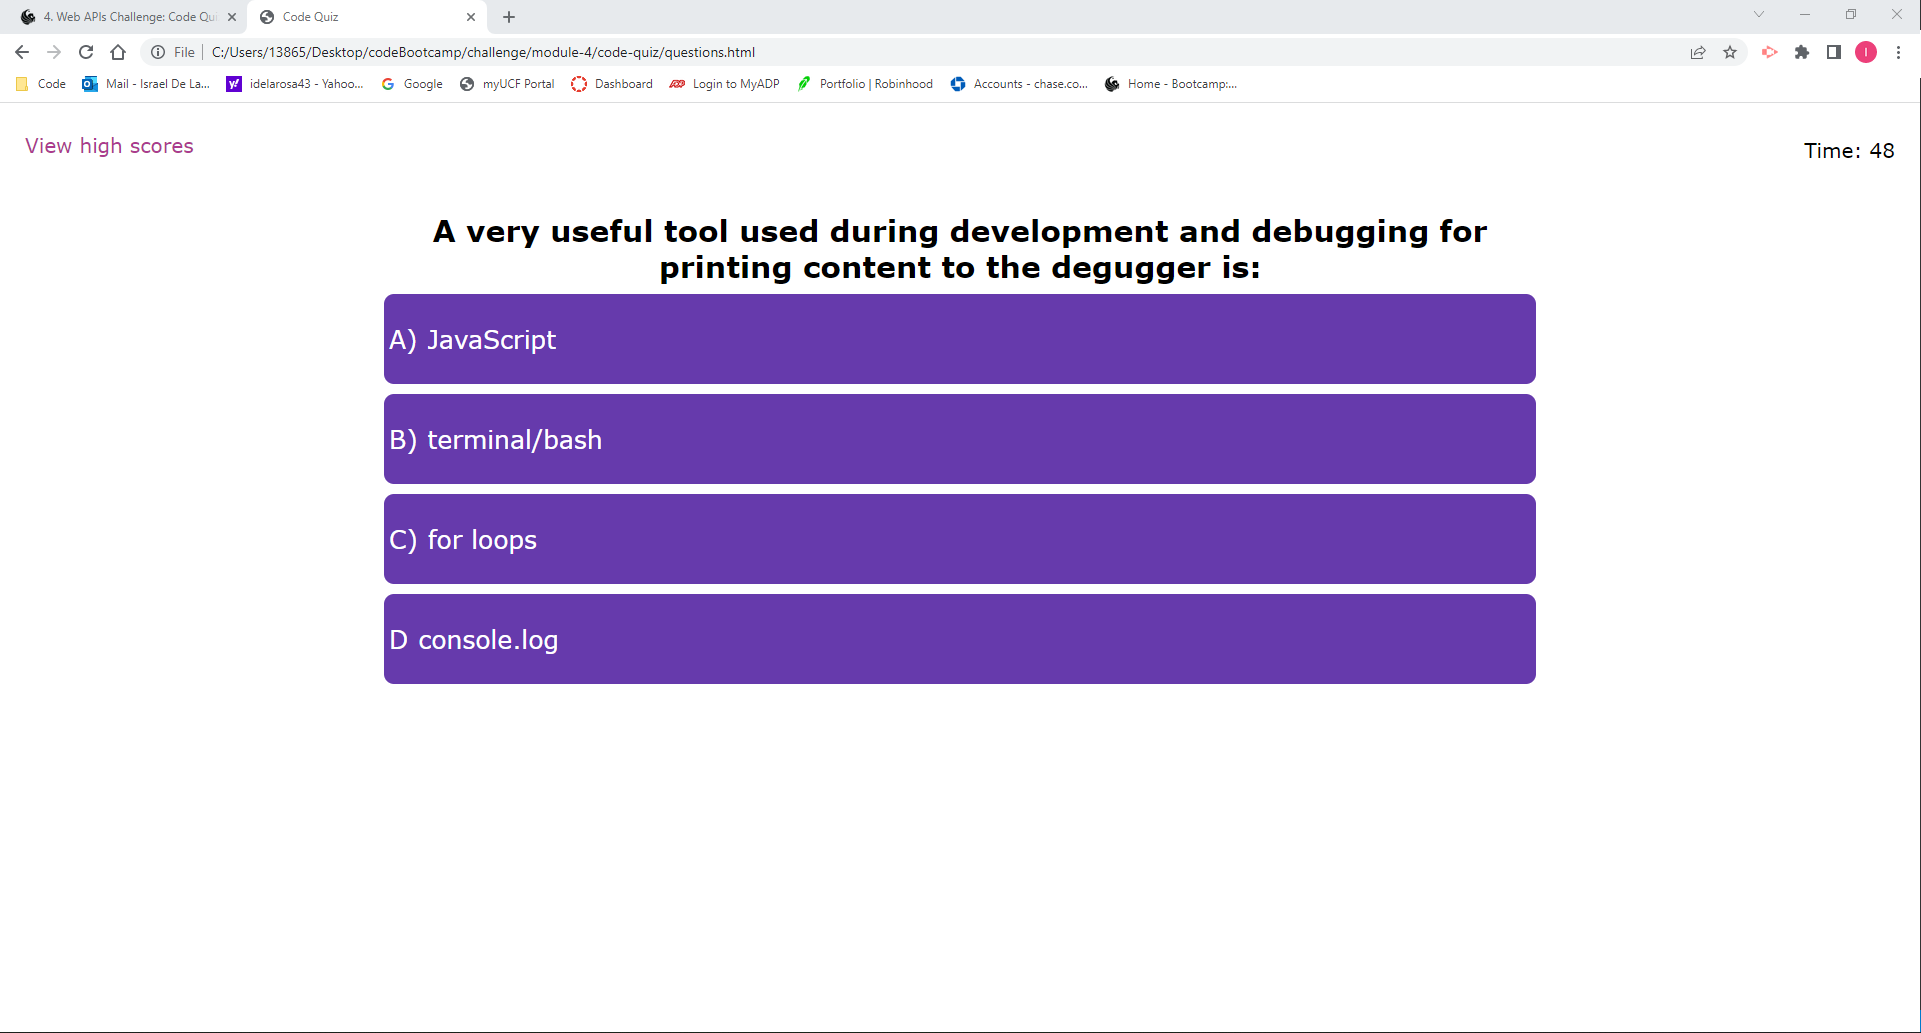 4. Web APIs Challenge: Code Qui
Code Quiz
File
C:/Users/13865/Desktop/codeBootcamp/challenge/module-4/code-quiz/questions.html
I
Code
Mail - Israel De La...
idelarosa43 - Yahoo...
Google
myUCF Portal
Dashboard
Login to MyADP
Portfolio | Robinhood
Accounts - chase.co...
Home - Bootcamp:...
View high scores
Time: 48
A very useful tool used during development and debugging for
printing content to the degugger is:
A) JavaScript
B) terminal/bash
C) for loops
D console.log